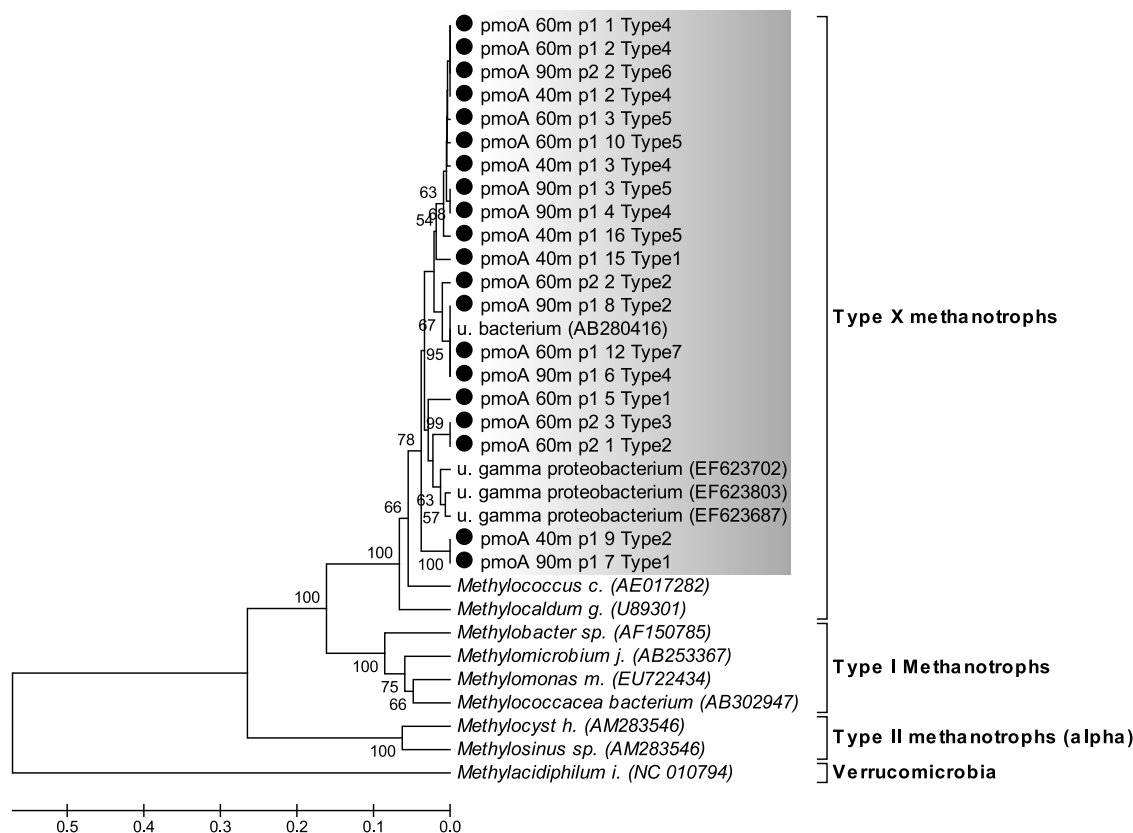 pmoA 60m p1 1 Type4
pmoA 60m p1 2 Type4
pmoA 90m p2 2 Type6
pmoA 40m p1 2 Type4
pmoA 60m p1 3 Type5
pmoA 60m p1 10 Type5
pmoA 40m p1 3 Type4
pmoA 90m p1 3 Type5
63
pmoA 90m p1 4 Type4
68
54
pmoA 40m p1 16 Type5
pmoA 40m p1 15 Type1
pmoA 60m p2 2 Type2
pmoA 90m p1 8 Type2
Type X methanotrophs
67
u. bacterium (AB280416)
95
pmoA 60m p1 12 Type7
pmoA 90m p1 6 Type4
pmoA 60m p1 5 Type1
99
pmoA 60m p2 3 Type3
78
pmoA 60m p2 1 Type2
u. gamma proteobacterium (EF623702)
63
u. gamma proteobacterium (EF623803)
66
57
u. gamma proteobacterium (EF623687)
pmoA 40m p1 9 Type2
100
100
pmoA 90m p1 7 Type1
Methylococcus c. (AE017282)
100
Methylocaldum g. (U89301)
Methylobacter sp. (AF150785)
100
Methylomicrobium j. (AB253367)
Type I Methanotrophs
75
Methylomonas m. (EU722434)
66
Methylococcacea bacterium (AB302947)
Methylocyst h. (AM283546)
Type II methanotrophs (alpha)
100
Methylosinus sp. (AM283546)
Methylacidiphilum i. (NC 010794)
Verrucomicrobia
0.5 0.4 0.3 0.2 0.1 0.0